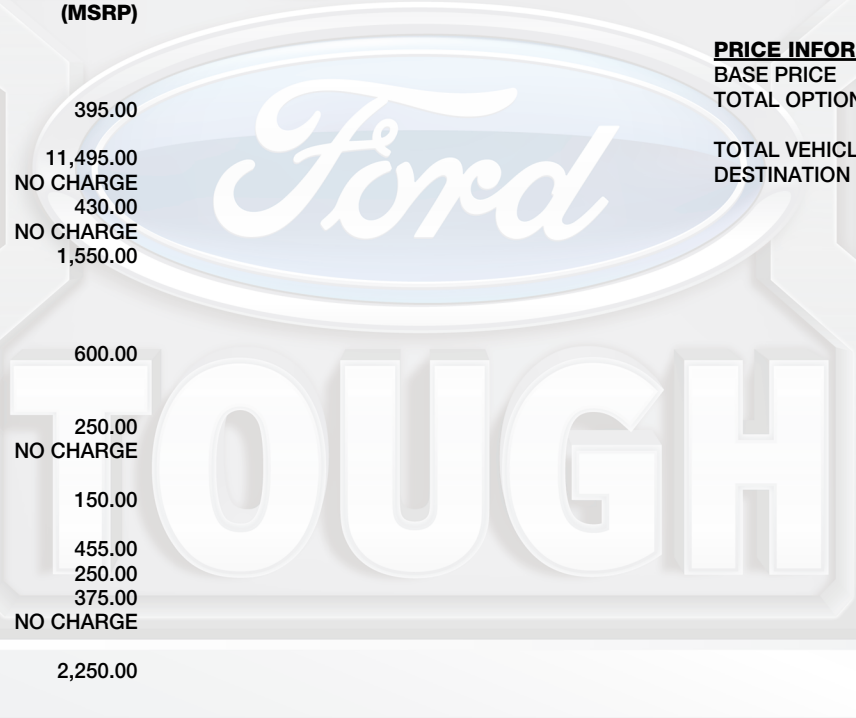 (MSRP)
395.00
11,495.00
NO CHARGE
430.00
NO CHARGE
1,550.00
600.00
250.00
NO CHARGE
150.00
455.00
250.00
375.00
NO CHARGE
2,250.00
PRICE INFOR
BASE PRICE
TOTAL OPTION
TOTAL VEHICL
DESTINATION
Ford
TOUGH